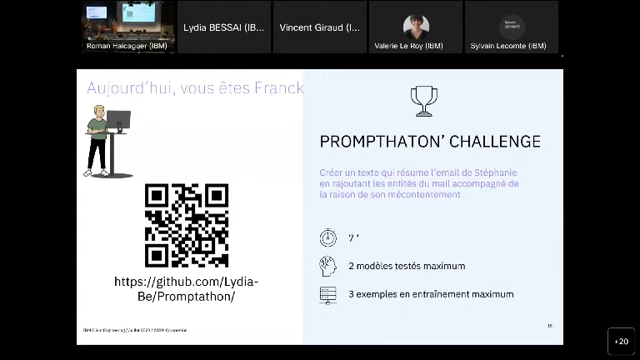 Roman Haicaguer (IBM)
Lydia BESSAI (IB...
Vincent Giraud (I...
Valerie Le Roy (IBM)
Sylvain Lecomte (IBM)
Aujourd'hui, vous êtes Franck
https://github.com/Lydia-
Be/Promptathon/
PROMPTHATON' CHALLENGE
Créer un texte qui résume l'email de Stéphanie
en rajoutant les entités du mail accompagné de
la raison de son mécontentement
7 '
2 modèles testés maximum
3 exemples en entraînement maximum
+20